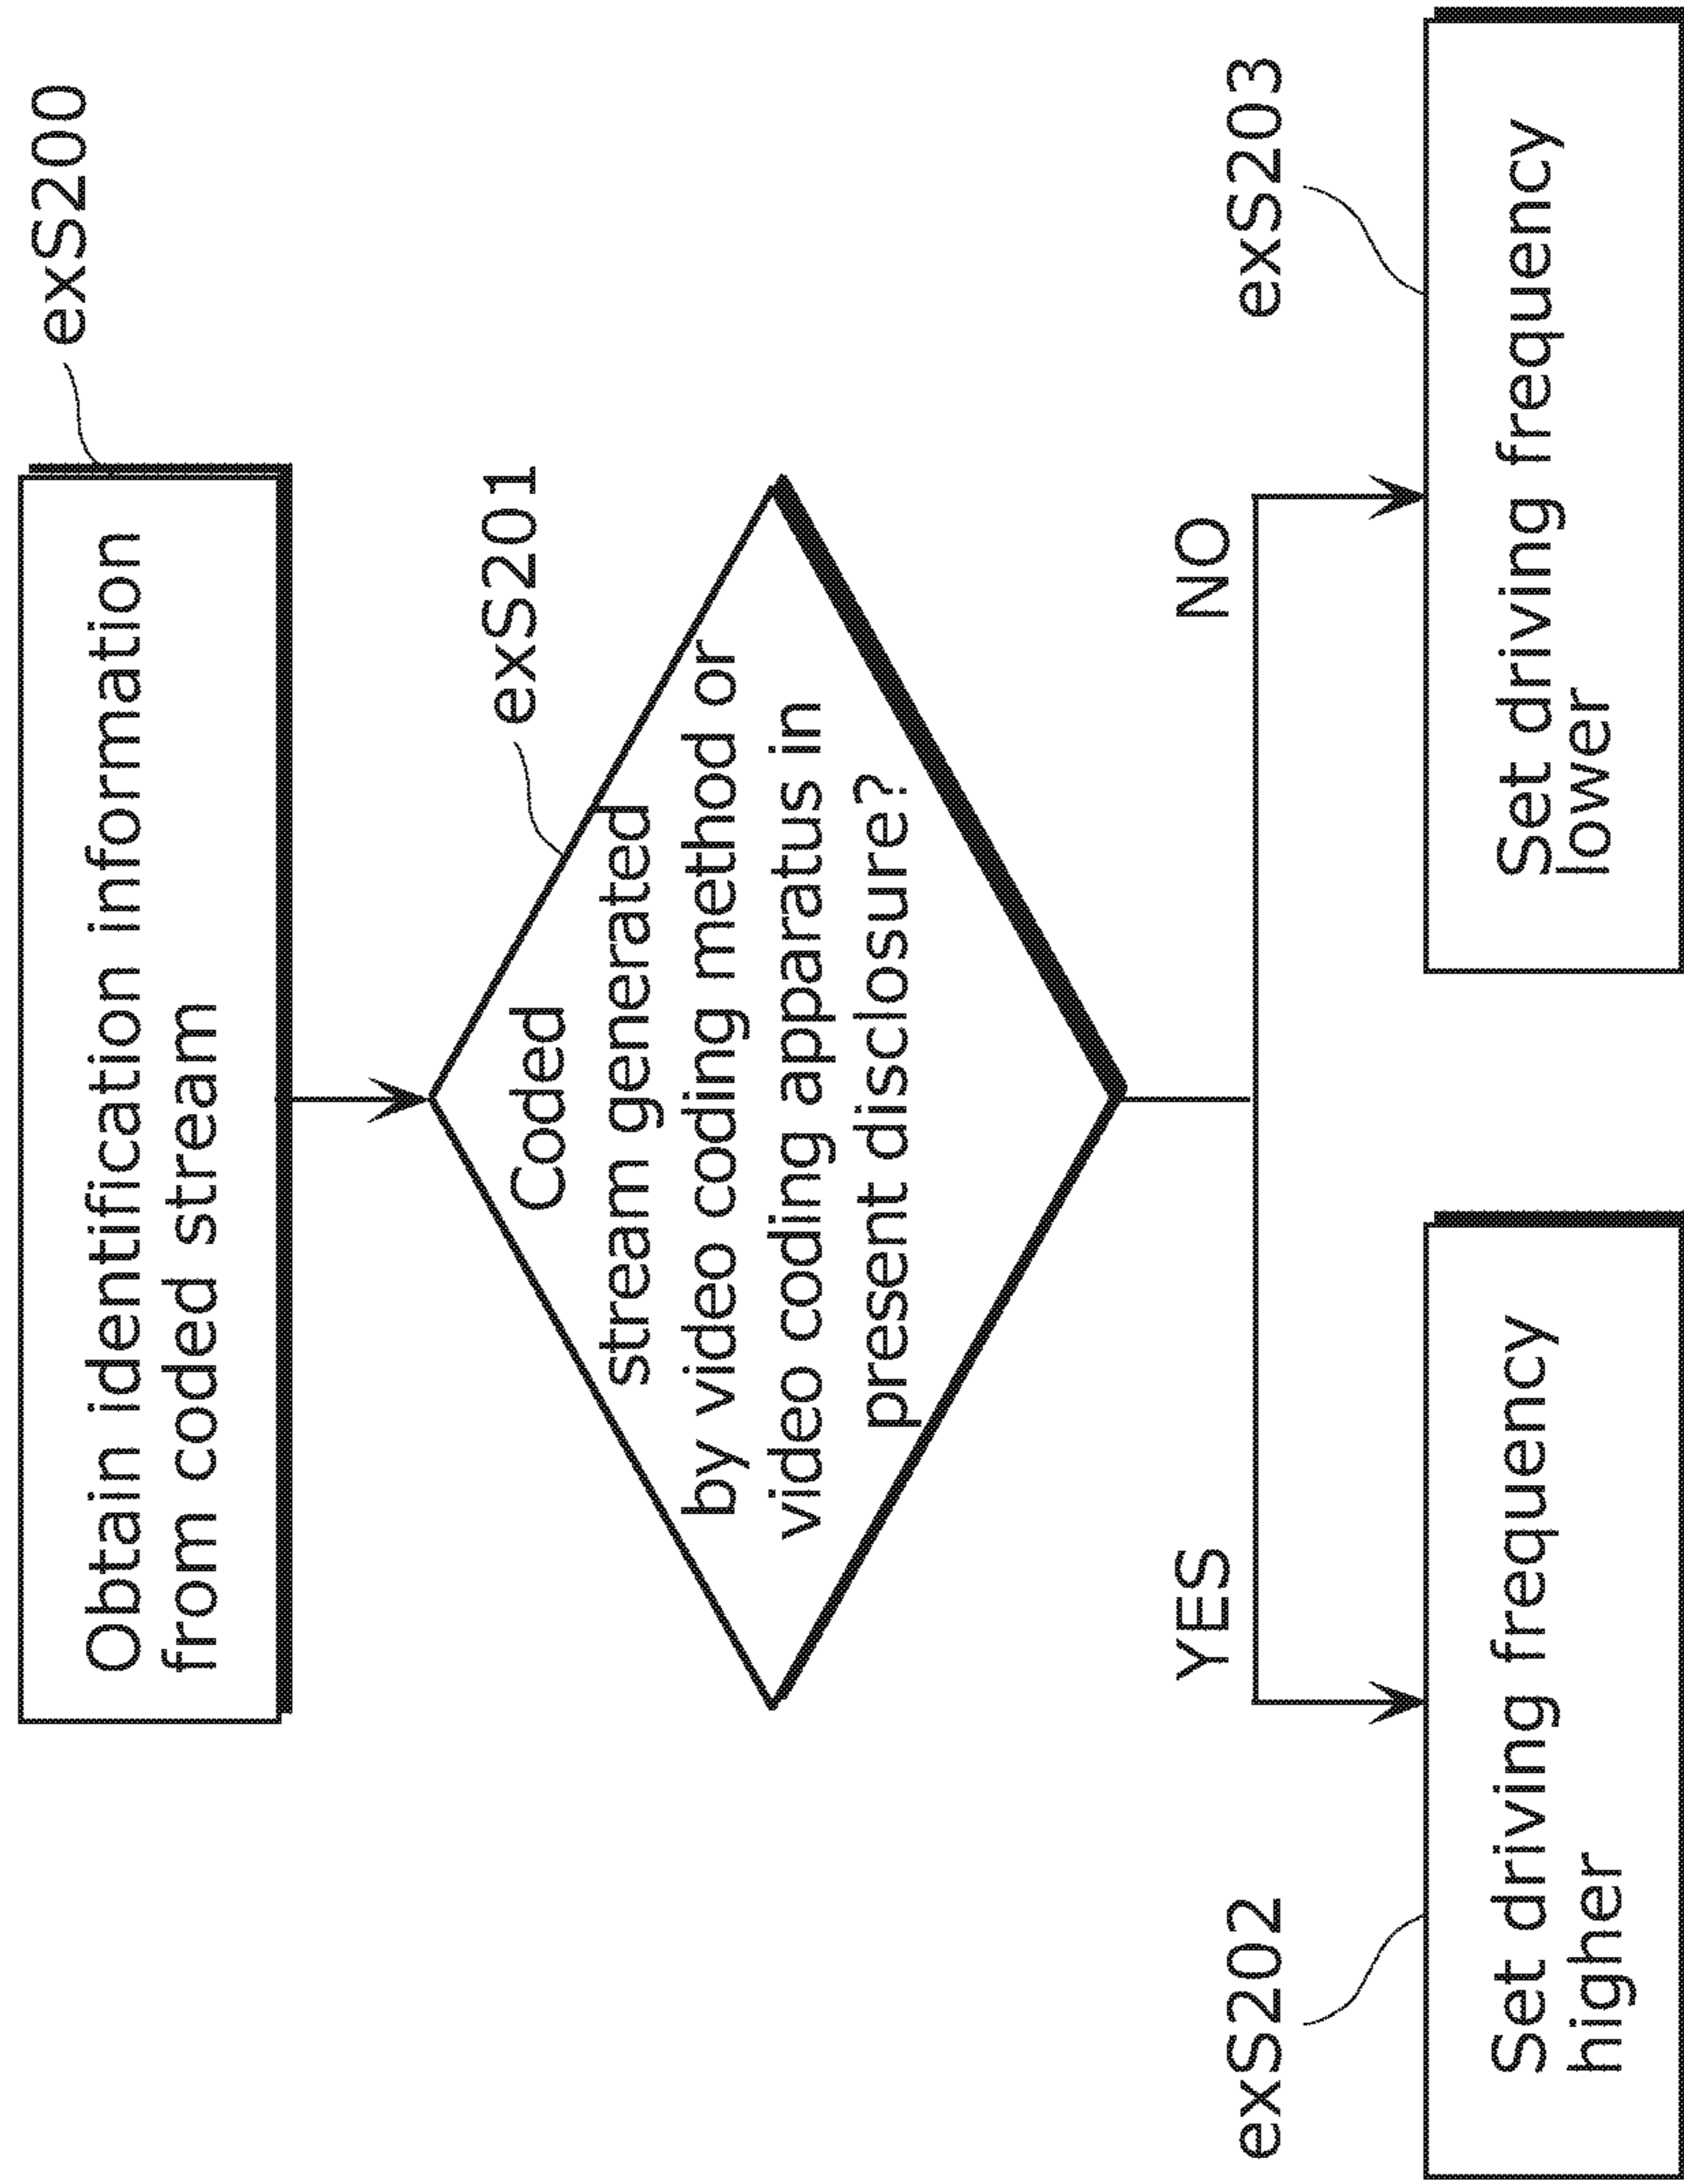 exS200
Obtain identification information
from coded stream
exS201
Coded
stream generated
by video coding method or
video coding apparatus in
present disclosure?
YES
NO
exS202
Set driving frequency
higher
exS203
Set driving frequency
lower